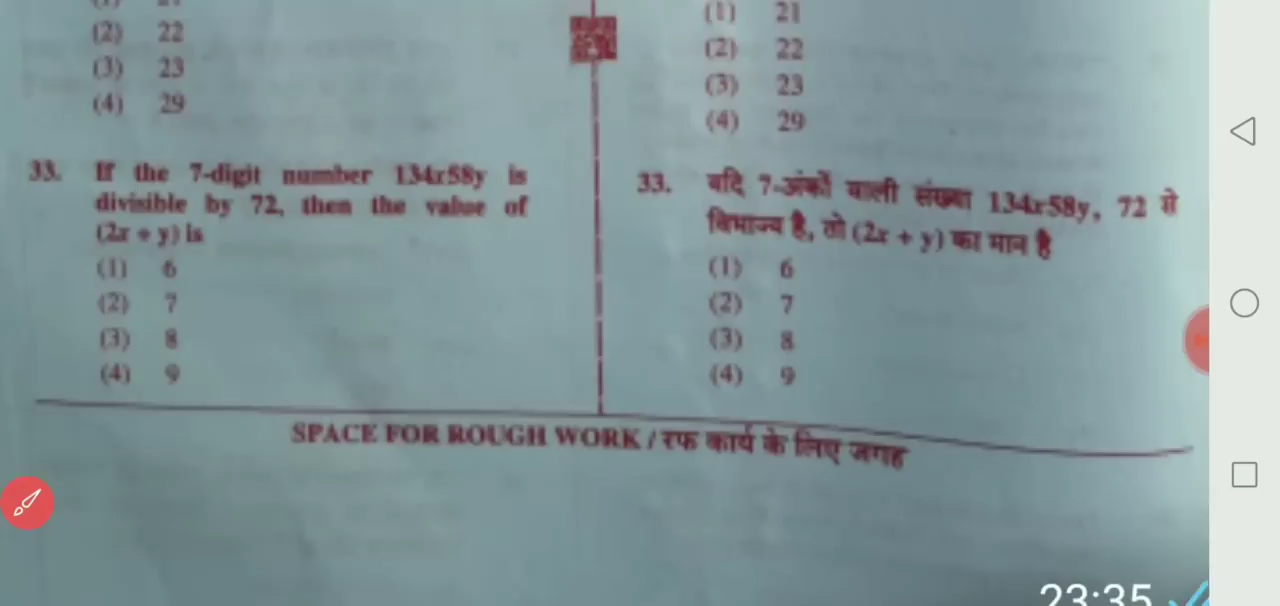 (2) 22
(3) 23
(4) 29
33. If the 7-digit number 134x58y is
divisible by 72, then the value of
(2x + y) is
(1) 6
(2) 7
(3) 8
(4) 9
(1) 21
(2) 22
(3) 23
(4) 29
33. यदि 7-अंकों वाली संख्या 134x58y, 72 से
विभाज्य है, तो (2x + y) का मान है
(1) 6
(2) 7
(3) 8
(4) 9
SPACE FOR ROUGH WORK / रफ कार्य के लिए जगह
23:35